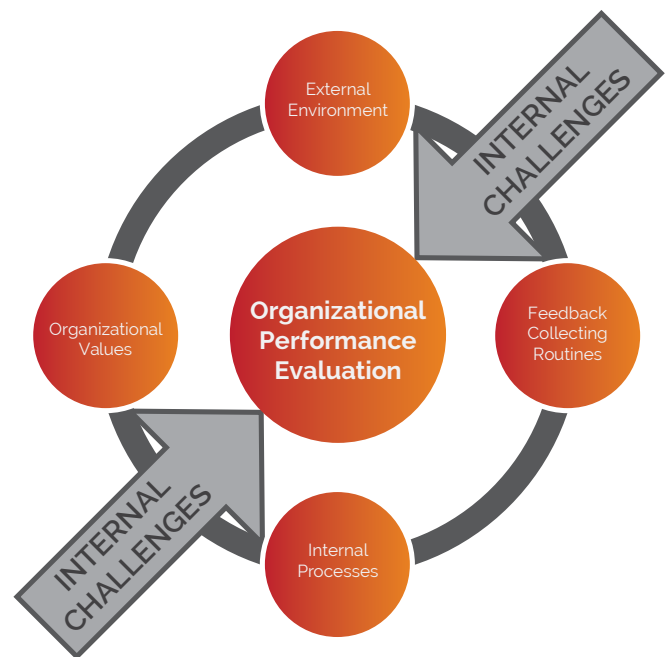 External
Environment
INTERNAL
CHALLENGES
Organizational
Values
Organizational
Performance
Evaluation
Feedback
Collecting
Routines
INTERNAL
CHALLENGES
Internal
Processes